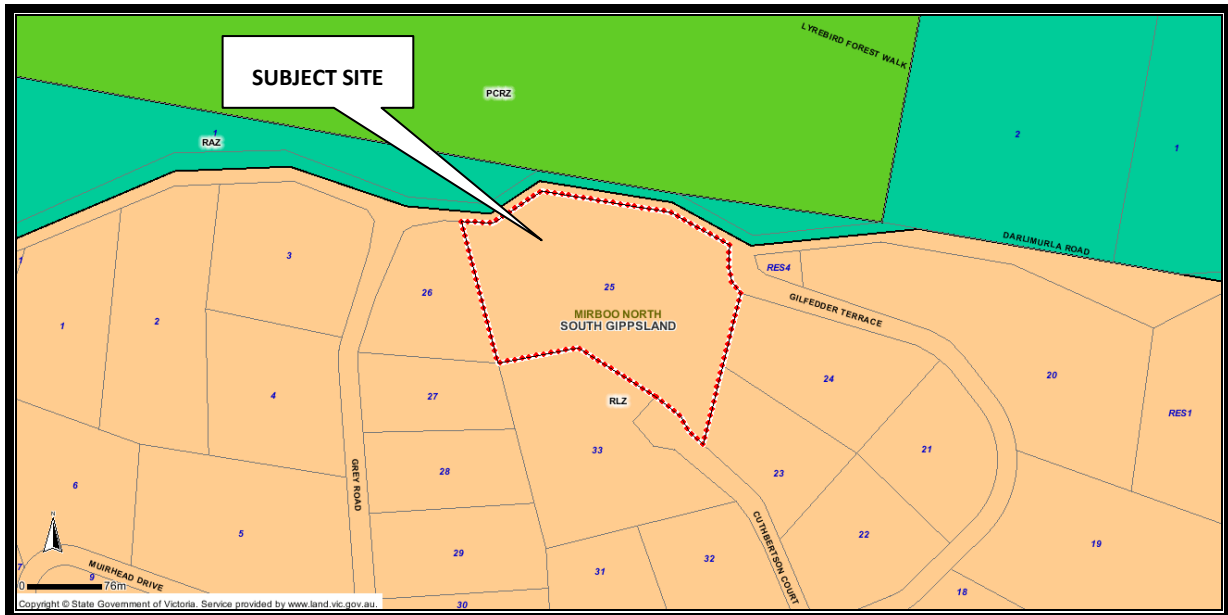 LYREBIRD FOREST WALK
SUBJECT SITE
PCRZ
1
RAZ
2
1
DARLIMURLA ROAD
RES4
3
26
25
GILFEDDER TERRACE
MIRBOO NORTH
SOUTH GIPPSLAND
1
1
2
4
27
RLZ
24
20
RES1
33
28
23
21
GREY ROAD
6
5
22
CUTHBERTSON COURT
19
29
31
32
18
30
N
7
9
MUIRHEAD DRIVE
0 76m
Copyright © State Government of Victoria. Service provided by www.land.vic.gov.au.